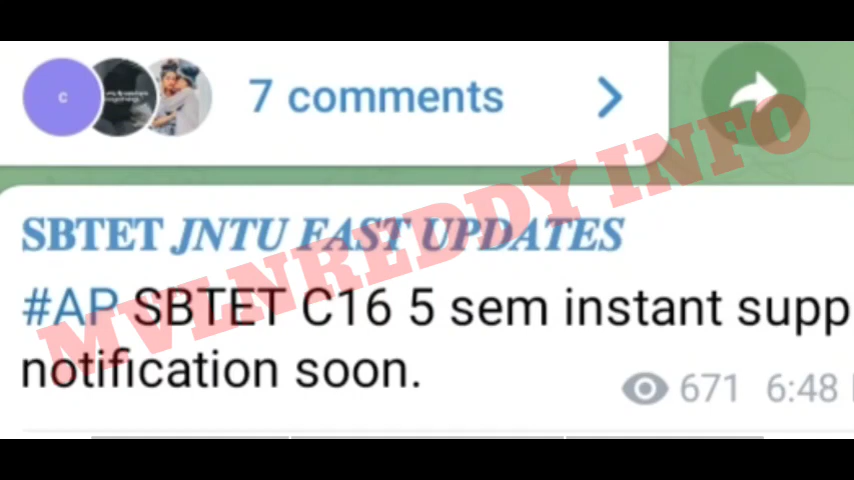 C
7 comments
SBTET JNTU FAST UPDATES
#AP SBTET C16 5 sem instant supp
notification soon.
671 6:48
MVLNREDDY INFO